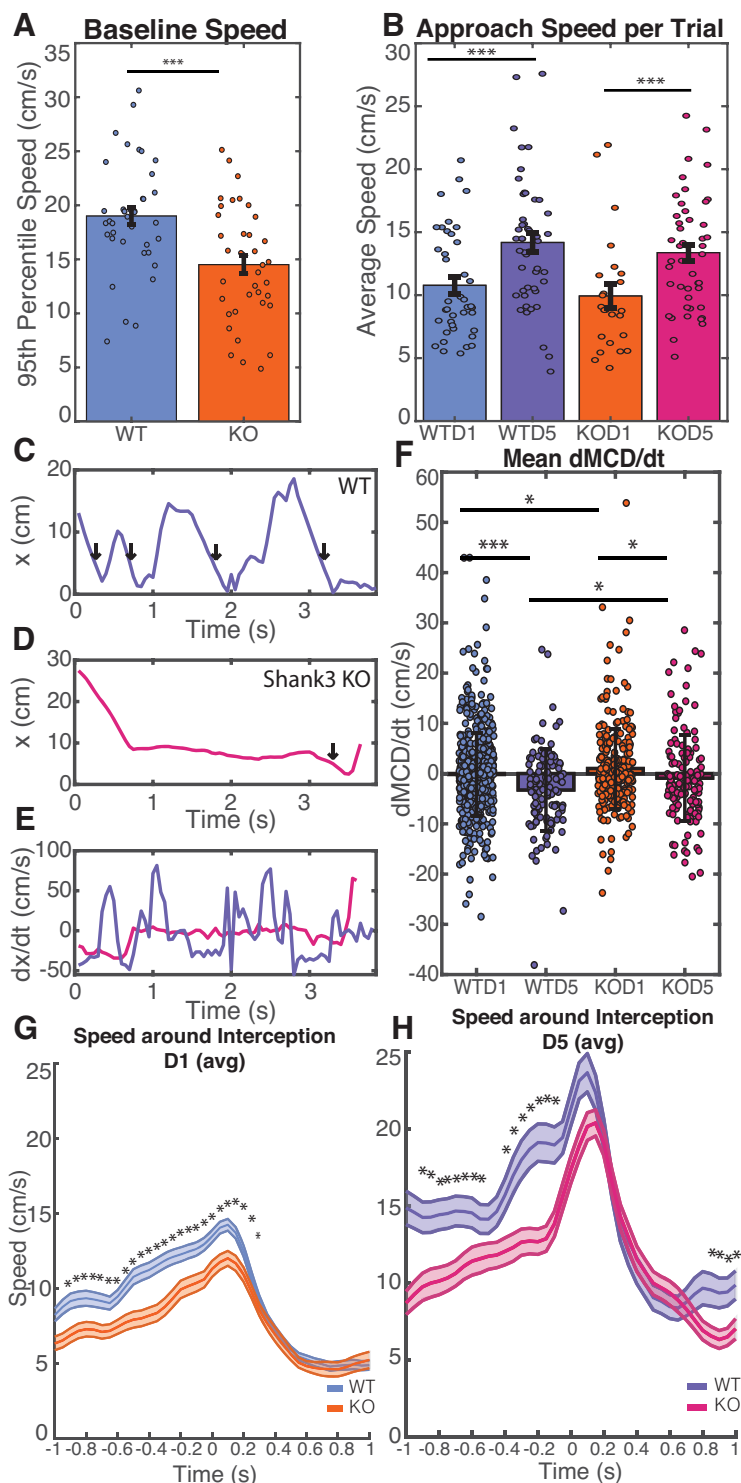 A
Baseline Speed
***
95th Percentile Speed (cm/s)
35
30
25
20
15
10
5
0
WT
KO
B
Approach Speed per Trial
***
***
Average Speed (cm/s)
30
25
20
15
10
5
0
WTD1
WTD5
KOD1
KOD5
C
WT
x (cm)
20
10
0
0
1
2
3
Time (s)
D
Shank3 KO
x (cm)
30
20
10
0
0
1
2
3
Time (s)
E
dx/dt (cm/s)
100
50
0
-50
0
1
2
3
Time (s)
F
Mean dMCD/dt
*
***
*
*
dMCD/dt (cm/s)
60
50
40
30
20
10
0
-10
-20
-30
-40
WTD1
WTD5
KOD1
KOD5
G
Speed around Interception
D1 (avg)
Speed (cm/s)
25
20
15
10
5
0
WT
KO
-1
-0.8
-0.6
-0.4
-0.2
0
0.2
0.4
0.6
0.8
1
Time (s)
H
Speed around Interception
D5 (avg)
25
20
15
10
5
0
WT
KO
-1
-0.8
-0.6
-0.4
-0.2
0
0.2
0.4
0.6
0.8
1
Time (s)